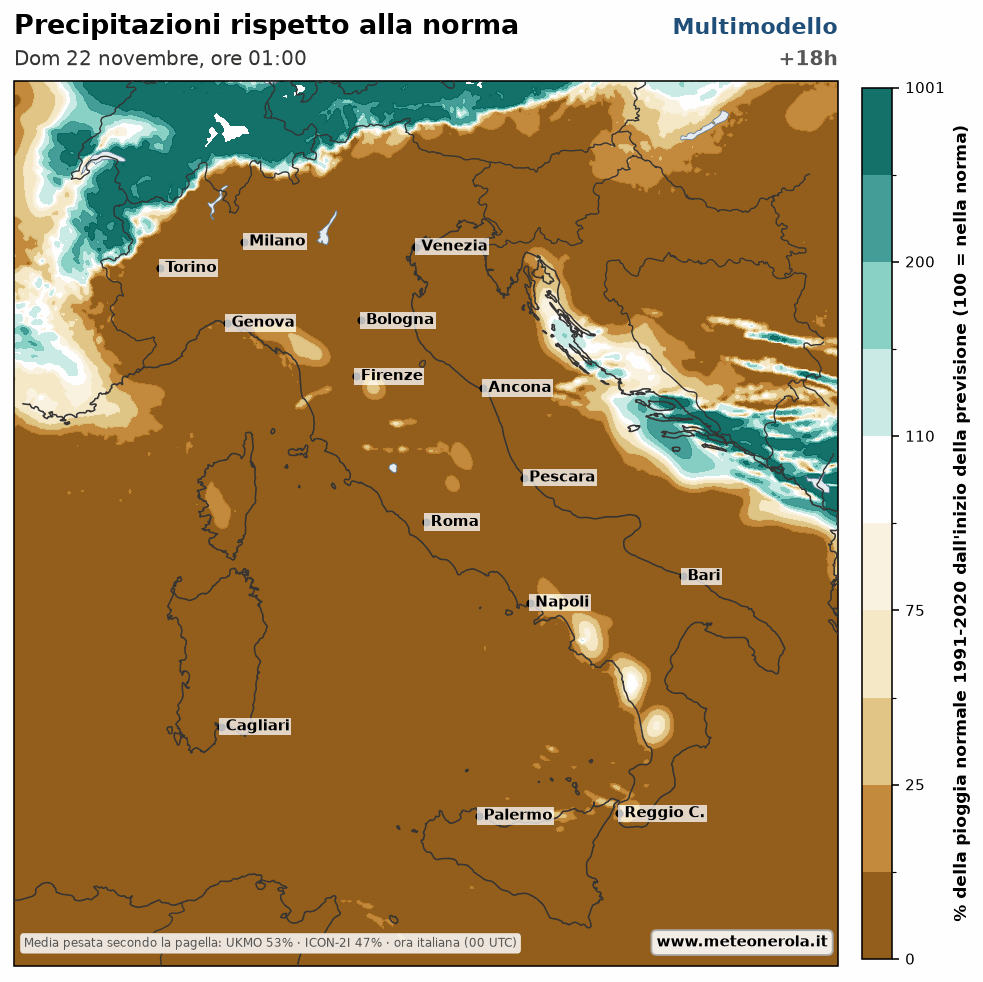 Precipitazioni rispetto alla norma
Multimodello
Dom 22 novembre, ore 01:00
+18h
Milano
Venezia
Torino
Genova
Bologna
Firenze
Ancona
Pescara
Roma
Bari
Napoli
Cagliari
Palermo
Reggio C.
Media pesata secondo la pagella: UKMO 53% · ICON-2I 47% · ora italiana (00 UTC)
www.meteonerola.it
1001
200
110
75
25
0
% della pioggia normale 1991-2020 dall'inizio della previsione (100 = nella norma)